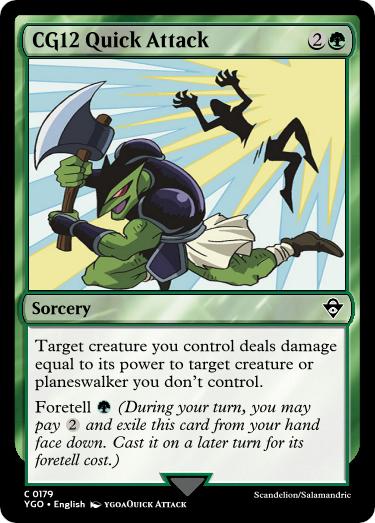 CG12 Quick Attack 2
Sorcery
Target creature you control deals damage
equal to its power to target creature or
planeswalker you don't control.
Foretell (During your turn, you may
pay 2 and exile this card from your hand
face down. Cast it on a later turn for its
foretell cost.)
C 0179
YGO • English YGOAQuick Attack
Scandelion/Salamandric